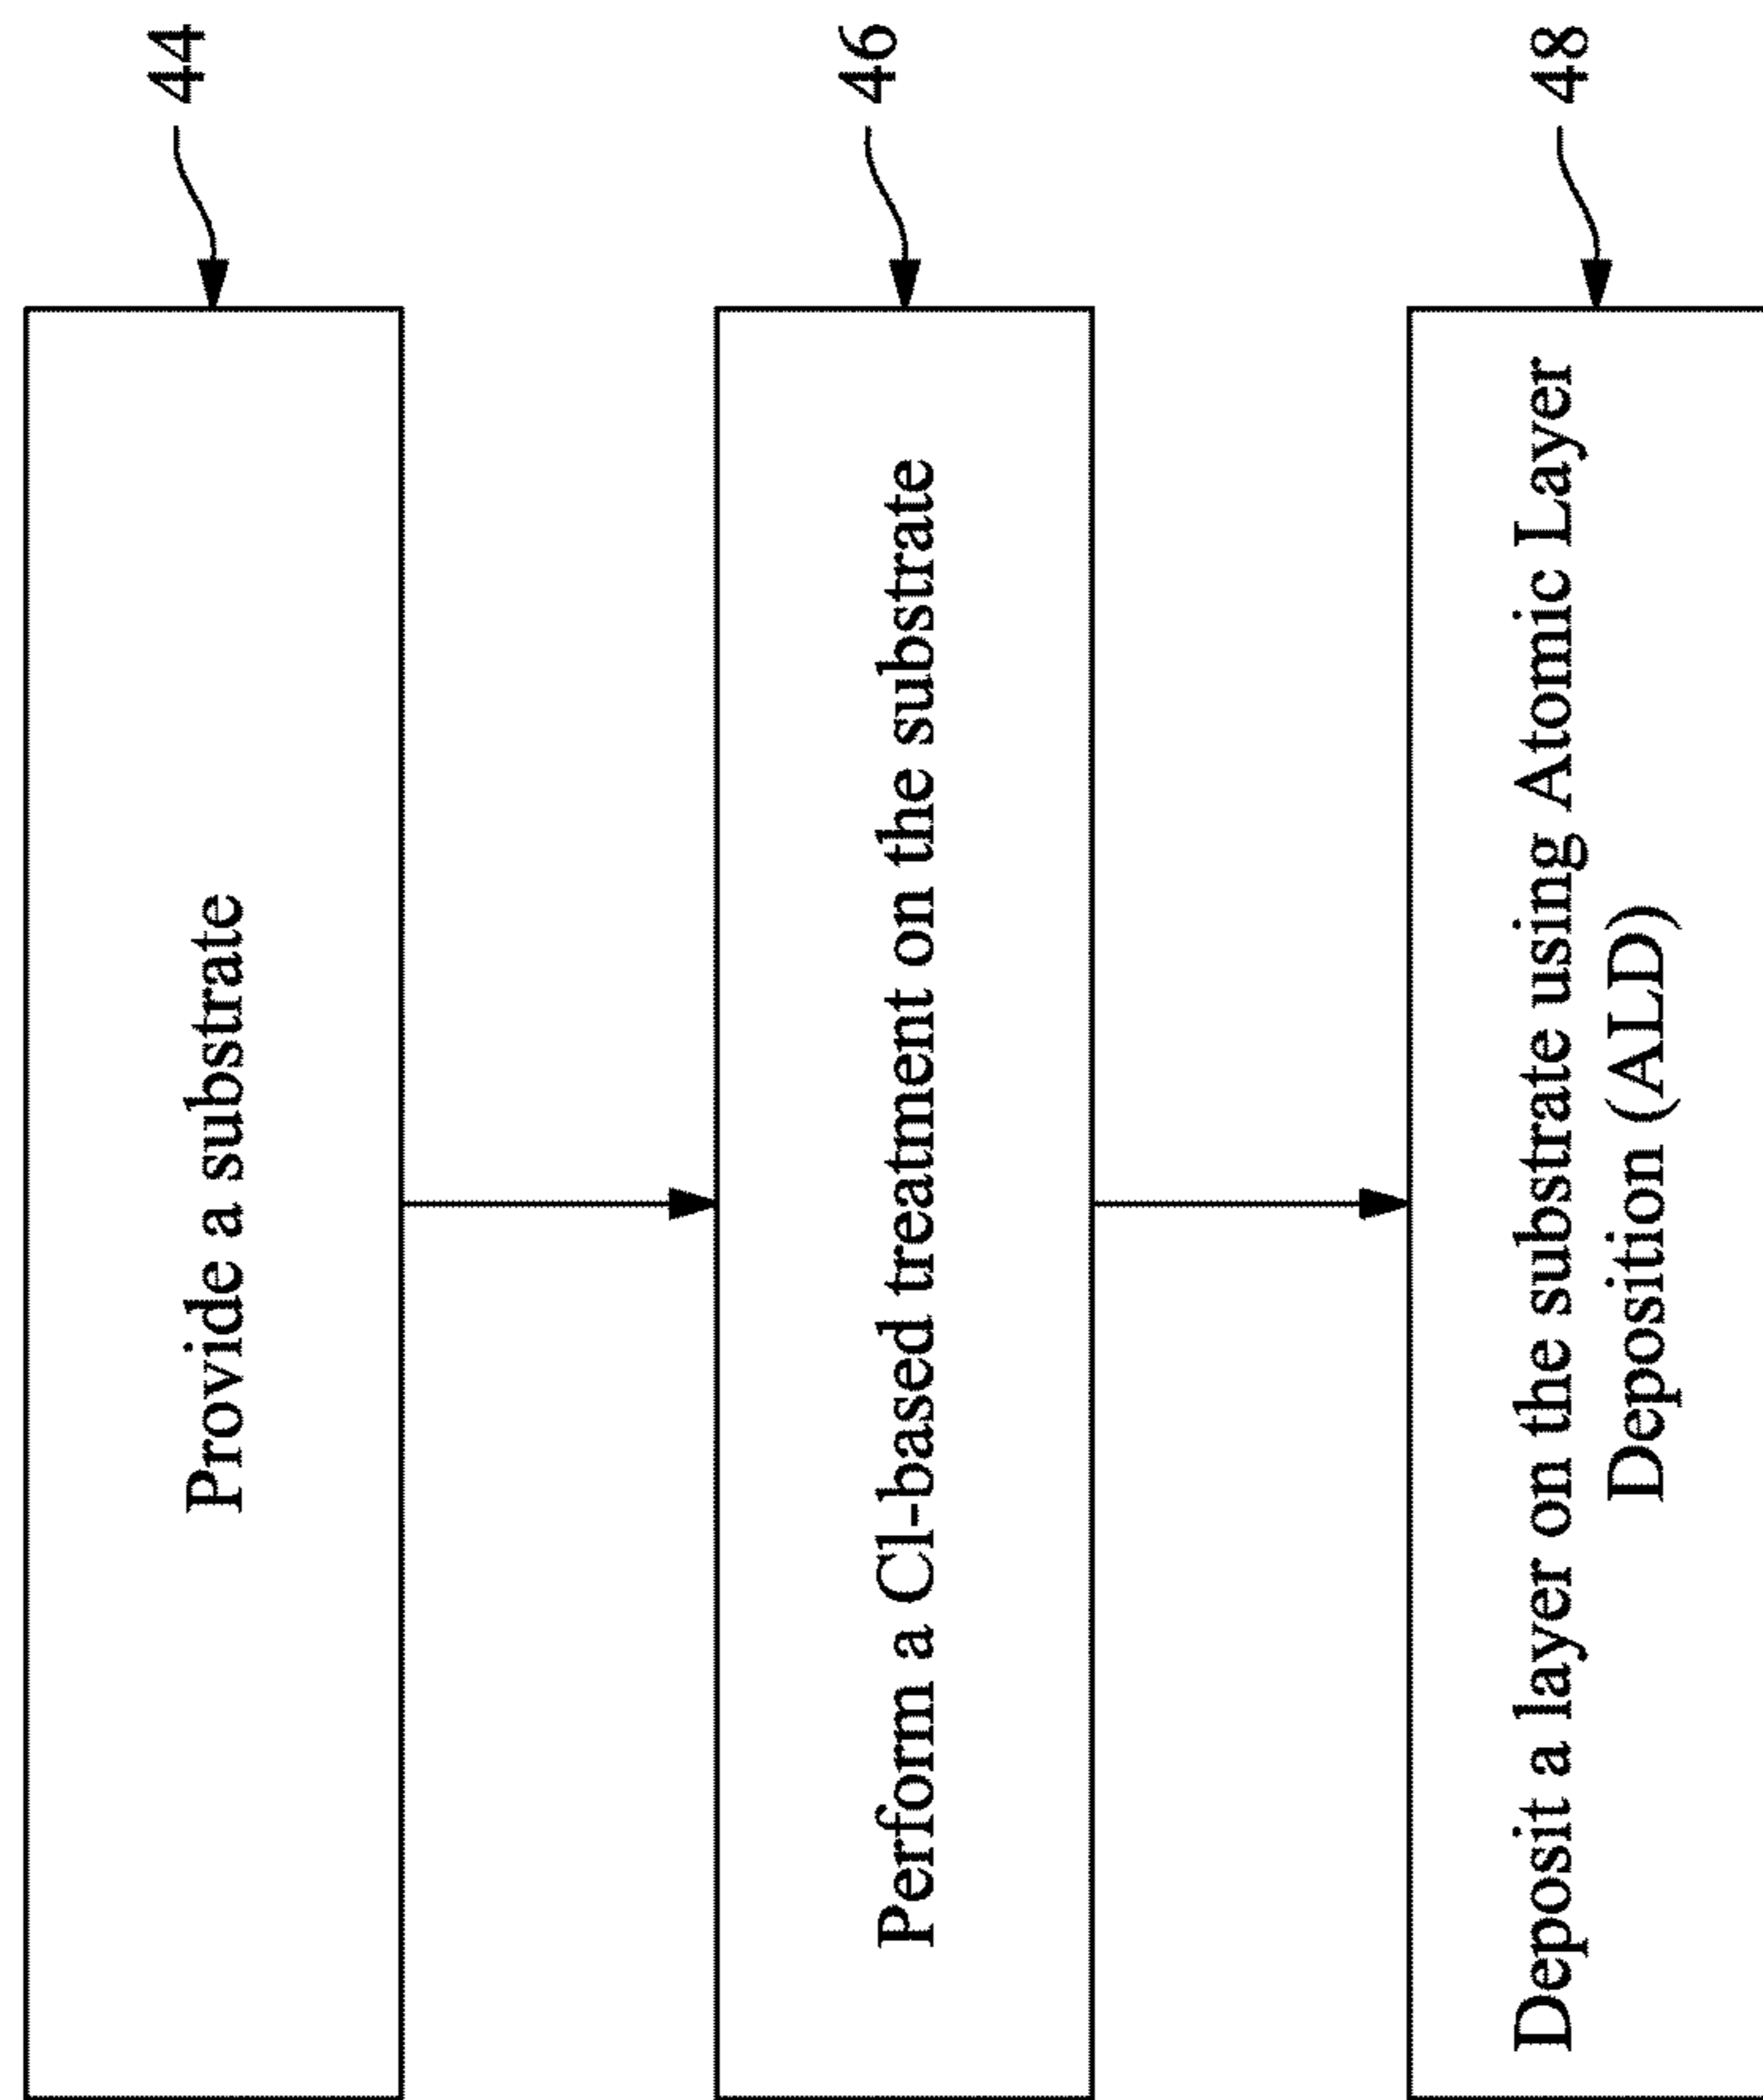 Provide a substrate
44
Perform a Cl-based treatment on the substrate
46
Deposit a layer on the substrate using Atomic Layer
Deposition (ALD)
48